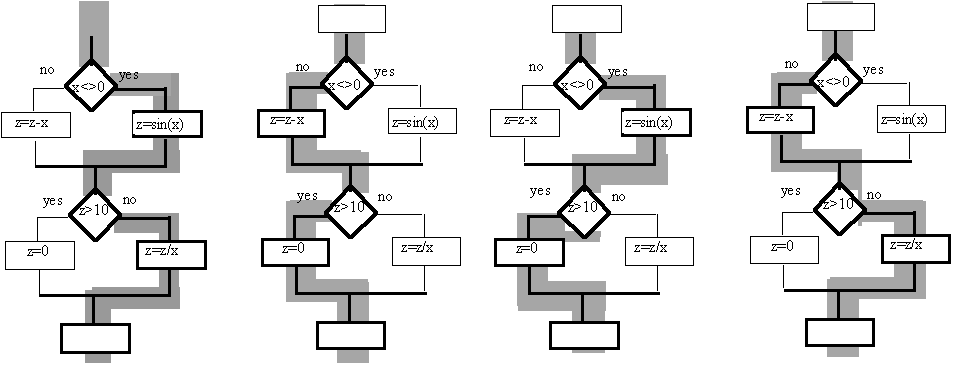 no
yes
x<>0
z=z-x
z=sin(x)
yes
no
z>10
z=0
z=z/x
no
yes
x<>0
z=z-x
z=sin(x)
yes
no
z>10
z=0
z=z/x
no
yes
x<>0
z=z-x
z=sin(x)
yes
no
z>10
z=0
z=z/x
no
yes
x<>0
z=z-x
z=sin(x)
yes
no
z>10
z=0
z=z/x